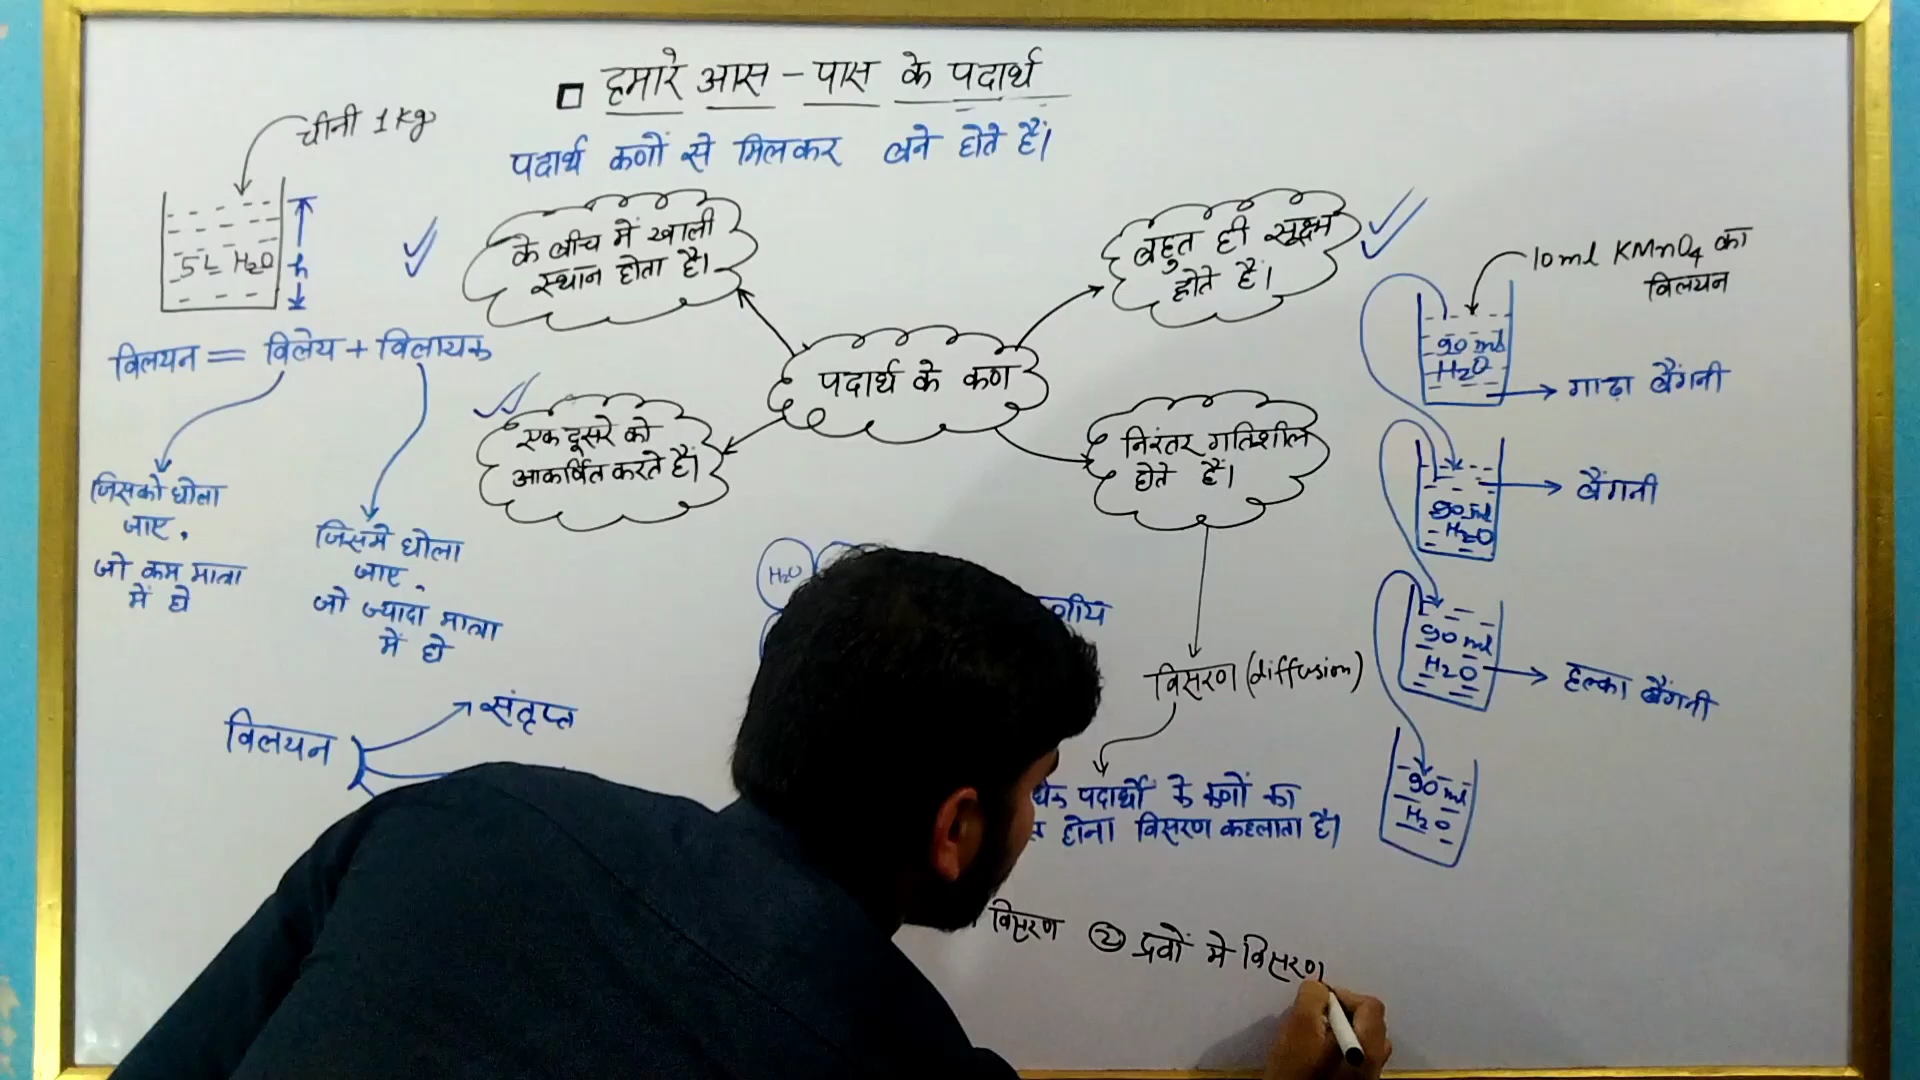 हमारे आस-पास के पदार्थ
पदार्थ कणों से मिलकर बने होते हैं।
चीनी 1 Kg
5L H₂O
h
विलयन = विलेय + विलायक
जिसको घोला
जाए,
जो कम मात्रा
में हो
जिसमे घोला
जाए,
जो ज्यादा मात्रा
में हो
विलयन
संतृप्त
के बीच में खाली
स्थान होता है।
एक दूसरे को
आकर्षित करते हैं।
पदार्थ के कण
बहुत ही सूक्ष्म
होते हैं।
निरंतर गतिशील
होते हैं।
H₂O
विसरण (diffusion)
पदार्थों के कणों का
होना विसरण कहलाता है।
विसरण ② द्रवों मे विसरण
10ml KMnO₄ का
विलयन
90 ml
H₂O
गाढ़ा बैंगनी
90 ml
H₂O
बैंगनी
90 ml
H₂O
हल्का बैंगनी
90 ml
H₂O